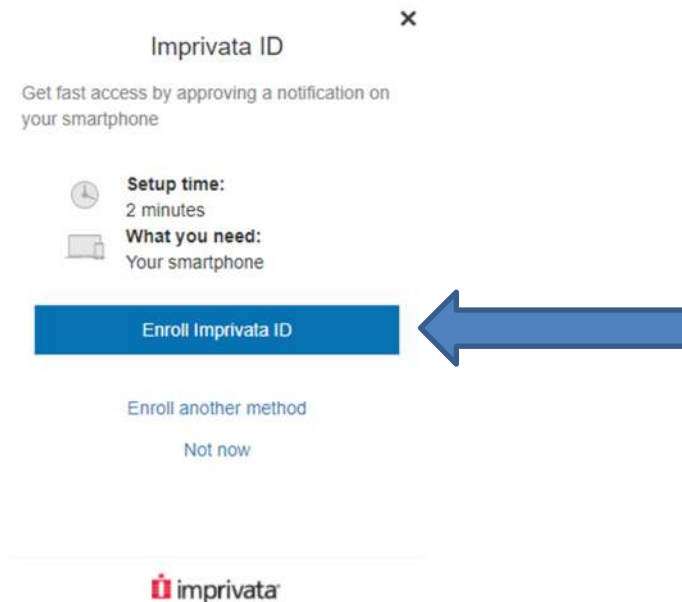 Imprivata ID
Get fast access by approving a notification on
your smartphone
Setup time:
2 minutes
What you need:
Your smartphone
Enroll Imprivata ID
Enroll another method
Not now
imprivata